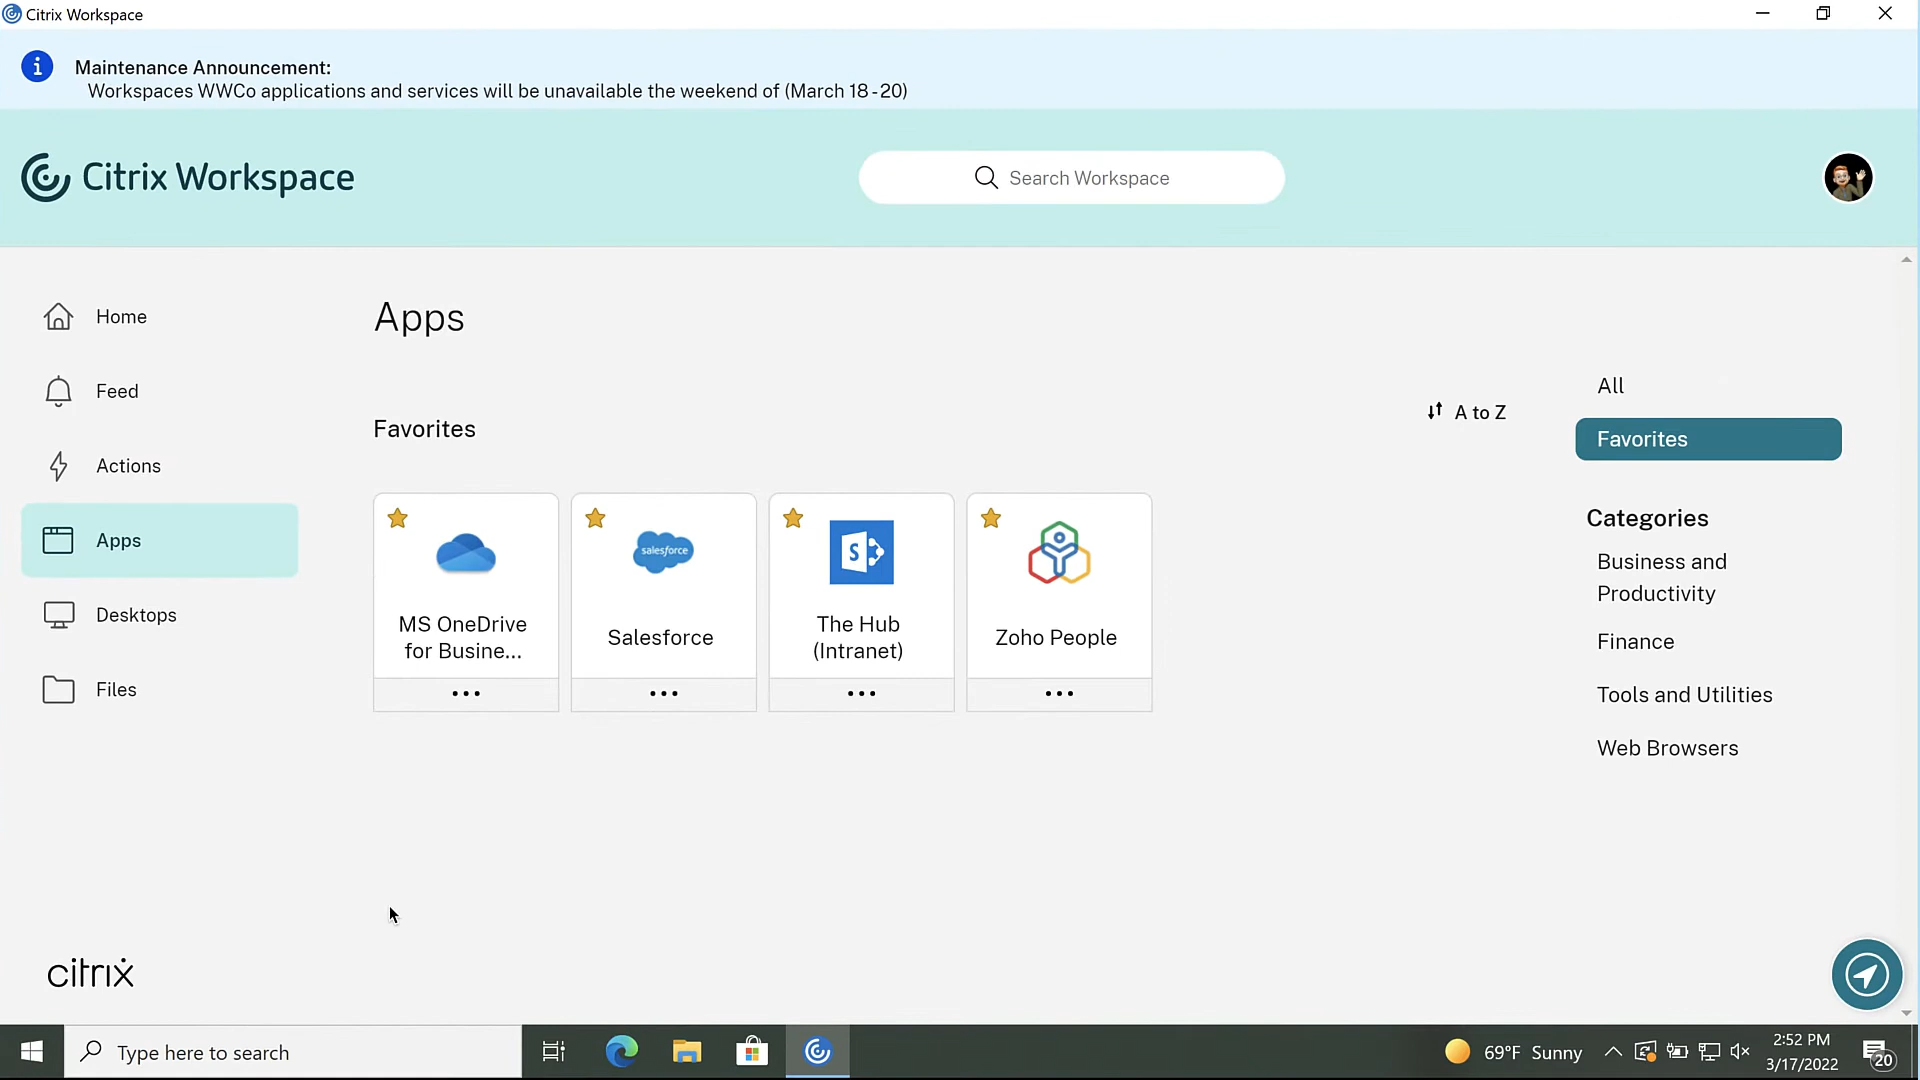 Citrix Workspace
Maintenance Announcement:
Workspaces WWCo applications and services will be unavailable the weekend of (March 18 - 20)
Citrix Workspace
Search Workspace
Home
Feed
Actions
Apps
Desktops
Files
Apps
Favorites
A to Z
MS OneDrive
for Busine...
salesforce
Salesforce
S
The Hub
(Intranet)
Zoho People
All
Favorites
Categories
Business and
Productivity
Finance
Tools and Utilities
Web Browsers
citrix
Type here to search
69°F Sunny
2:52 PM
3/17/2022
20